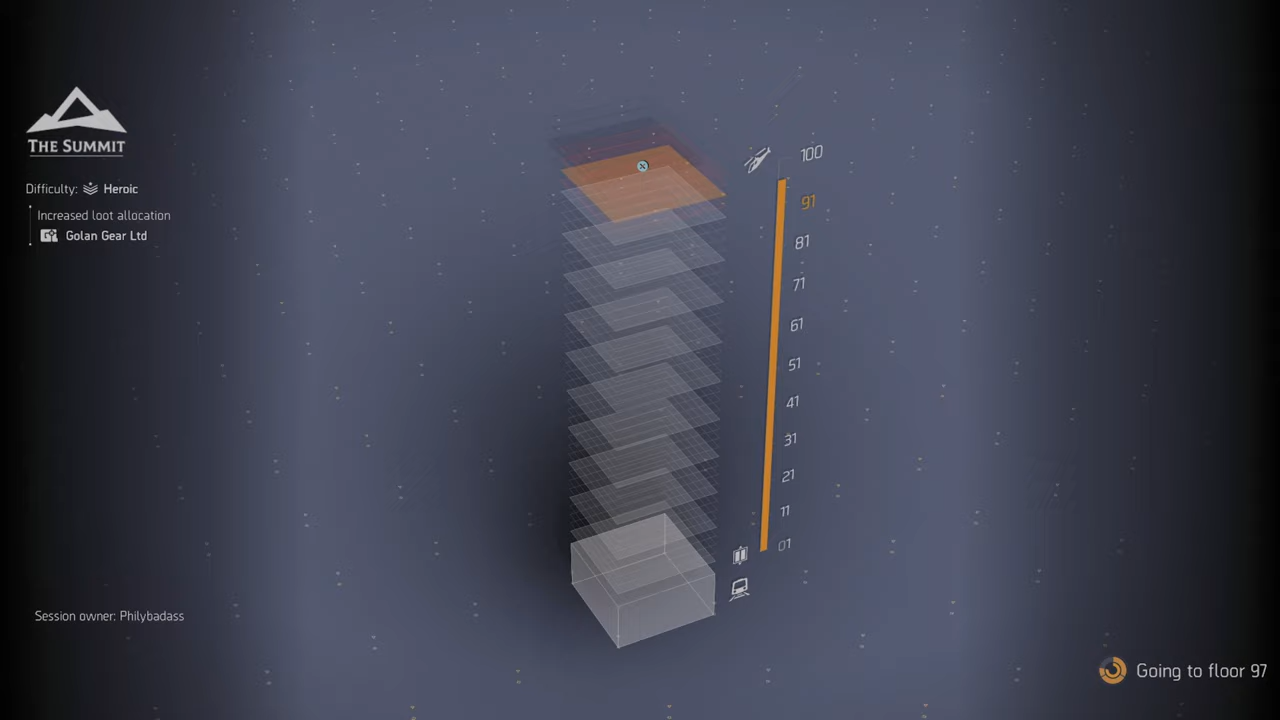 THE SUMMIT
Difficulty: Heroic
Increased loot allocation
Golan Gear Ltd
100
91
81
71
61
51
41
31
21
11
01
Session owner: Philybadass
Going to floor 97